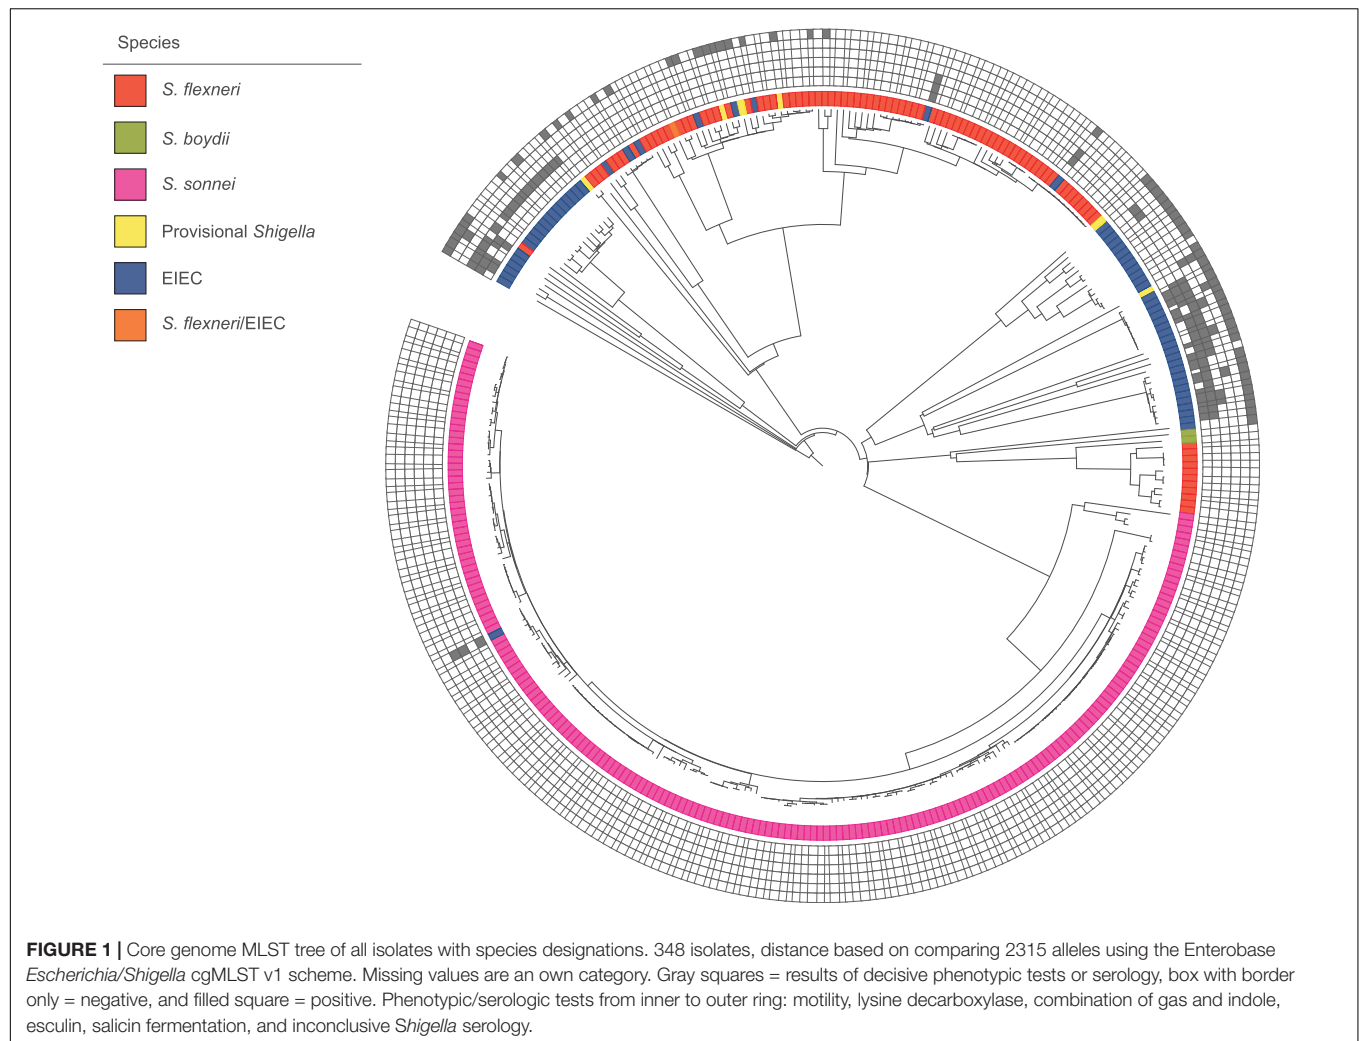 Species
S. flexneri
S. boydii
S. sonnei
Provisional Shigella
EIEC
S. flexneri/EIEC
FIGURE 1 | Core genome MLST tree of all isolates with species designations. 348 isolates, distance based on comparing 2315 alleles using the Enterobase
Escherichia/Shigella cgMLST v1 scheme. Missing values are an own category. Gray squares = results of decisive phenotypic tests or serology, box with border
only = negative, and filled square = positive. Phenotypic/serologic tests from inner to outer ring: motility, lysine decarboxylase, combination of gas and indole,
esculin, salicin fermentation, and inconclusive Shigella serology.